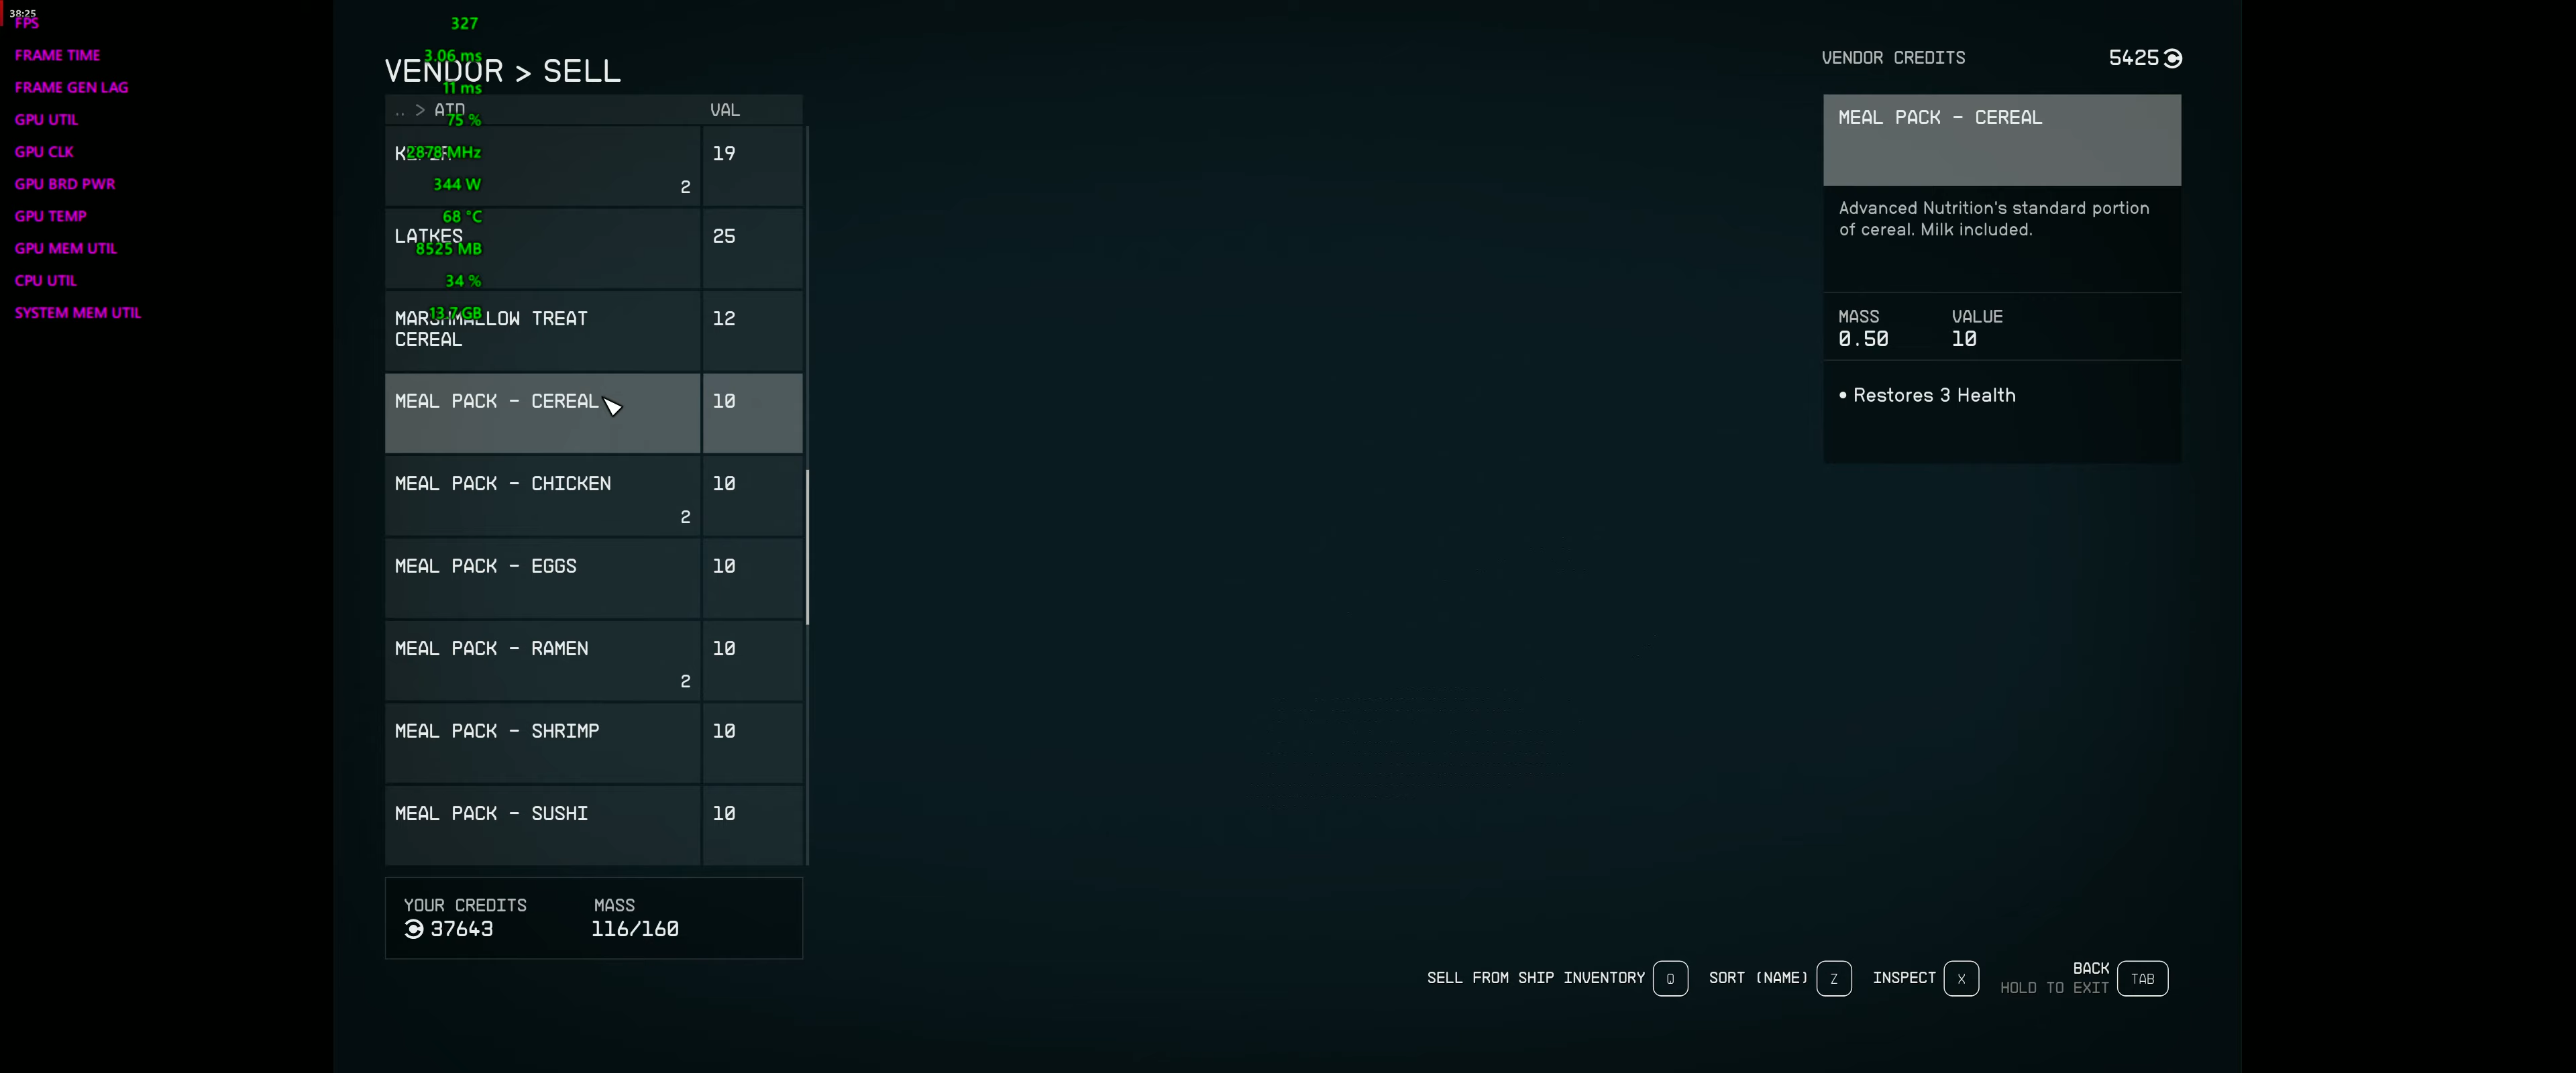 38:25
FPS 327
FRAME TIME 3.06 ms
FRAME GEN LAG 11 ms
GPU UTIL 75 %
GPU CLK 2878 MHz
GPU BRD PWR 344 W
GPU TEMP 68 °C
GPU MEM UTIL 8525 MB
CPU UTIL 34 %
SYSTEM MEM UTIL 13.7 GB
VENDOR > SELL
.. > AID VAL
19
2
LATKES 25
MARSHMALLOW TREAT 12
CEREAL
MEAL PACK - CEREAL 10
MEAL PACK - CHICKEN 10
2
MEAL PACK - EGGS 10
MEAL PACK - RAMEN 10
2
MEAL PACK - SHRIMP 10
MEAL PACK - SUSHI 10
YOUR CREDITS MASS
37643 116/160
VENDOR CREDITS 5425
MEAL PACK - CEREAL
Advanced Nutrition's standard portion
of cereal. Milk included.
MASS VALUE
0.50 10
• Restores 3 Health
SELL FROM SHIP INVENTORY Q SORT (NAME) Z INSPECT X BACK TAB
HOLD TO EXIT